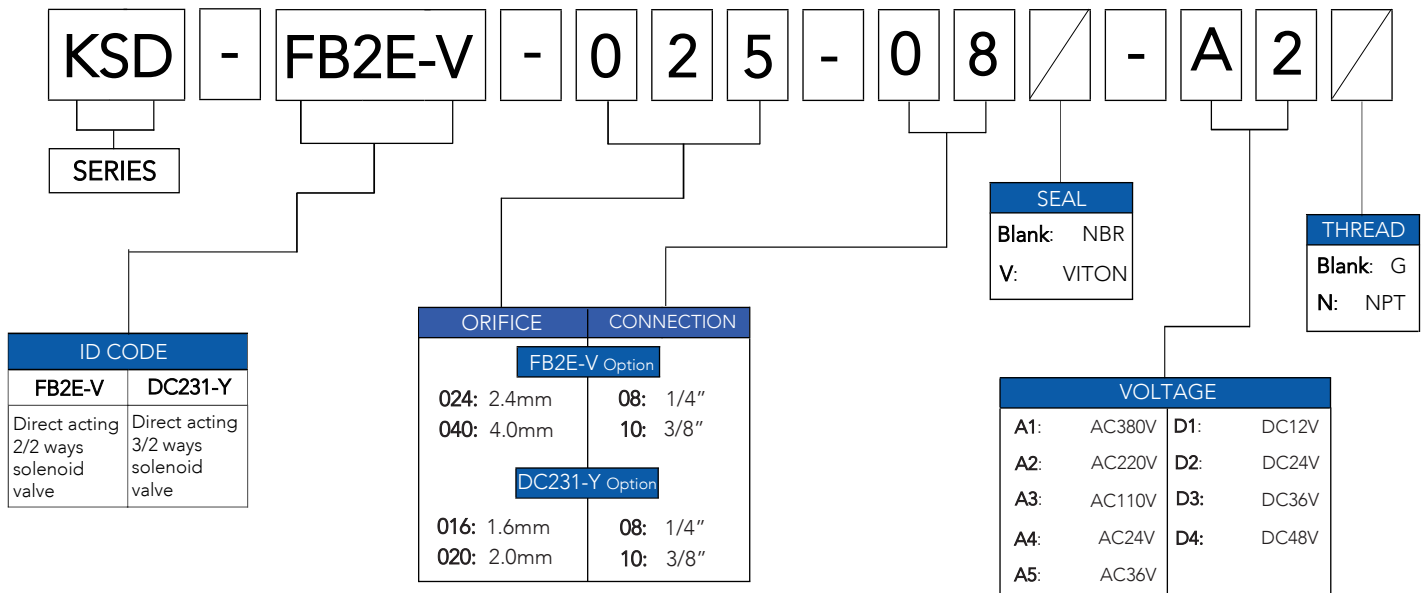 KSD - FB2E-V - 0 2 5 - 0 8 - A 2
SERIES
SEAL
Blank: NBR
V: VITON
THREAD
Blank: G
N: NPT
ID CODE
FB2E-V DC231-Y
Direct acting
2/2 ways
solenoid
valve
Direct acting
3/2 ways
solenoid
valve
ORIFICE CONNECTION
FB2E-V Option
024: 2.4mm 08: 1/4”
040: 4.0mm 10: 3/8”
DC231-Y Option
016: 1.6mm 08: 1/4”
020: 2.0mm 10: 3/8”
VOLTAGE
A1: AC380V D1: DC12V
A2: AC220V D2: DC24V
A3: AC110V D3: DC36V
A4: AC24V D4: DC48V
A5: AC36V